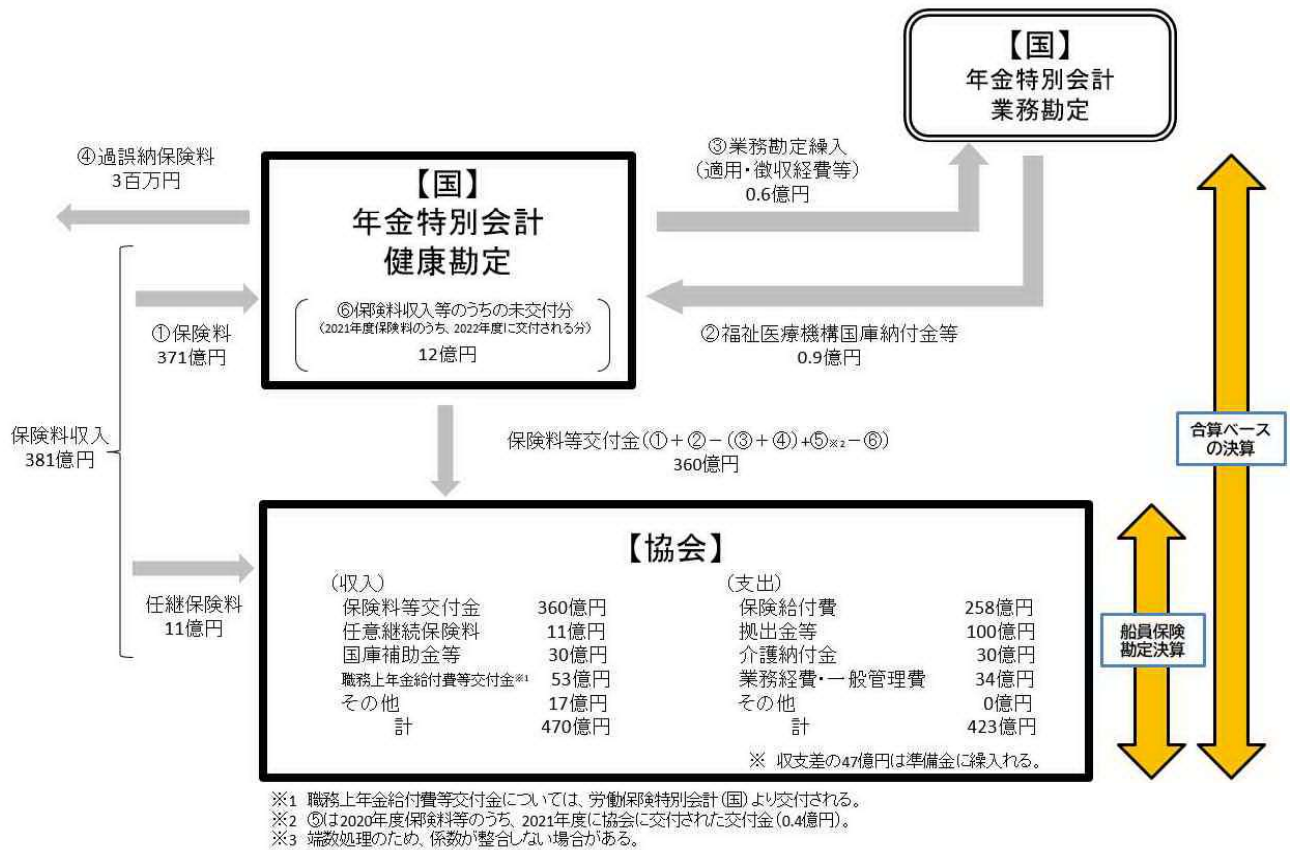 【国】
年金特別会計
業務勘定
④過誤納保険料
3百万円
③業務勘定繰入
(適用・徴収経費等)
0.6億円
【国】
年金特別会計
健康勘定
⑥保険料収入等のうちの未交付分
(2021年度保険料のうち、2022年度に交付される分)
12億円
①保険料
371億円
②福祉医療機構国庫納付金等
0.9億円
保険料収入
381億円
保険料等交付金(①+②-(③+④)+⑤※2-⑥)
360億円
合算ベース
の決算
【協会】
(収入)
保険料等交付金 360億円
任意継続保険料 11億円
国庫補助金等 30億円
職務上年金給付費等交付金※1 53億円
その他 17億円
計 470億円
(支出)
保険給付費 258億円
拠出金等 100億円
介護納付金 30億円
業務経費・一般管理費 34億円
その他 0億円
計 423億円
※ 収支差の47億円は準備金に繰入れる。
任継保険料
11億円
船員保険
勘定決算
※1 職務上年金給付費等交付金については、労働保険特別会計(国)より交付される。
※2 ⑤は2020年度保険料等のうち、2021年度に協会に交付された交付金(0.4億円)。
※3 端数処理のため、係数が整合しない場合がある。